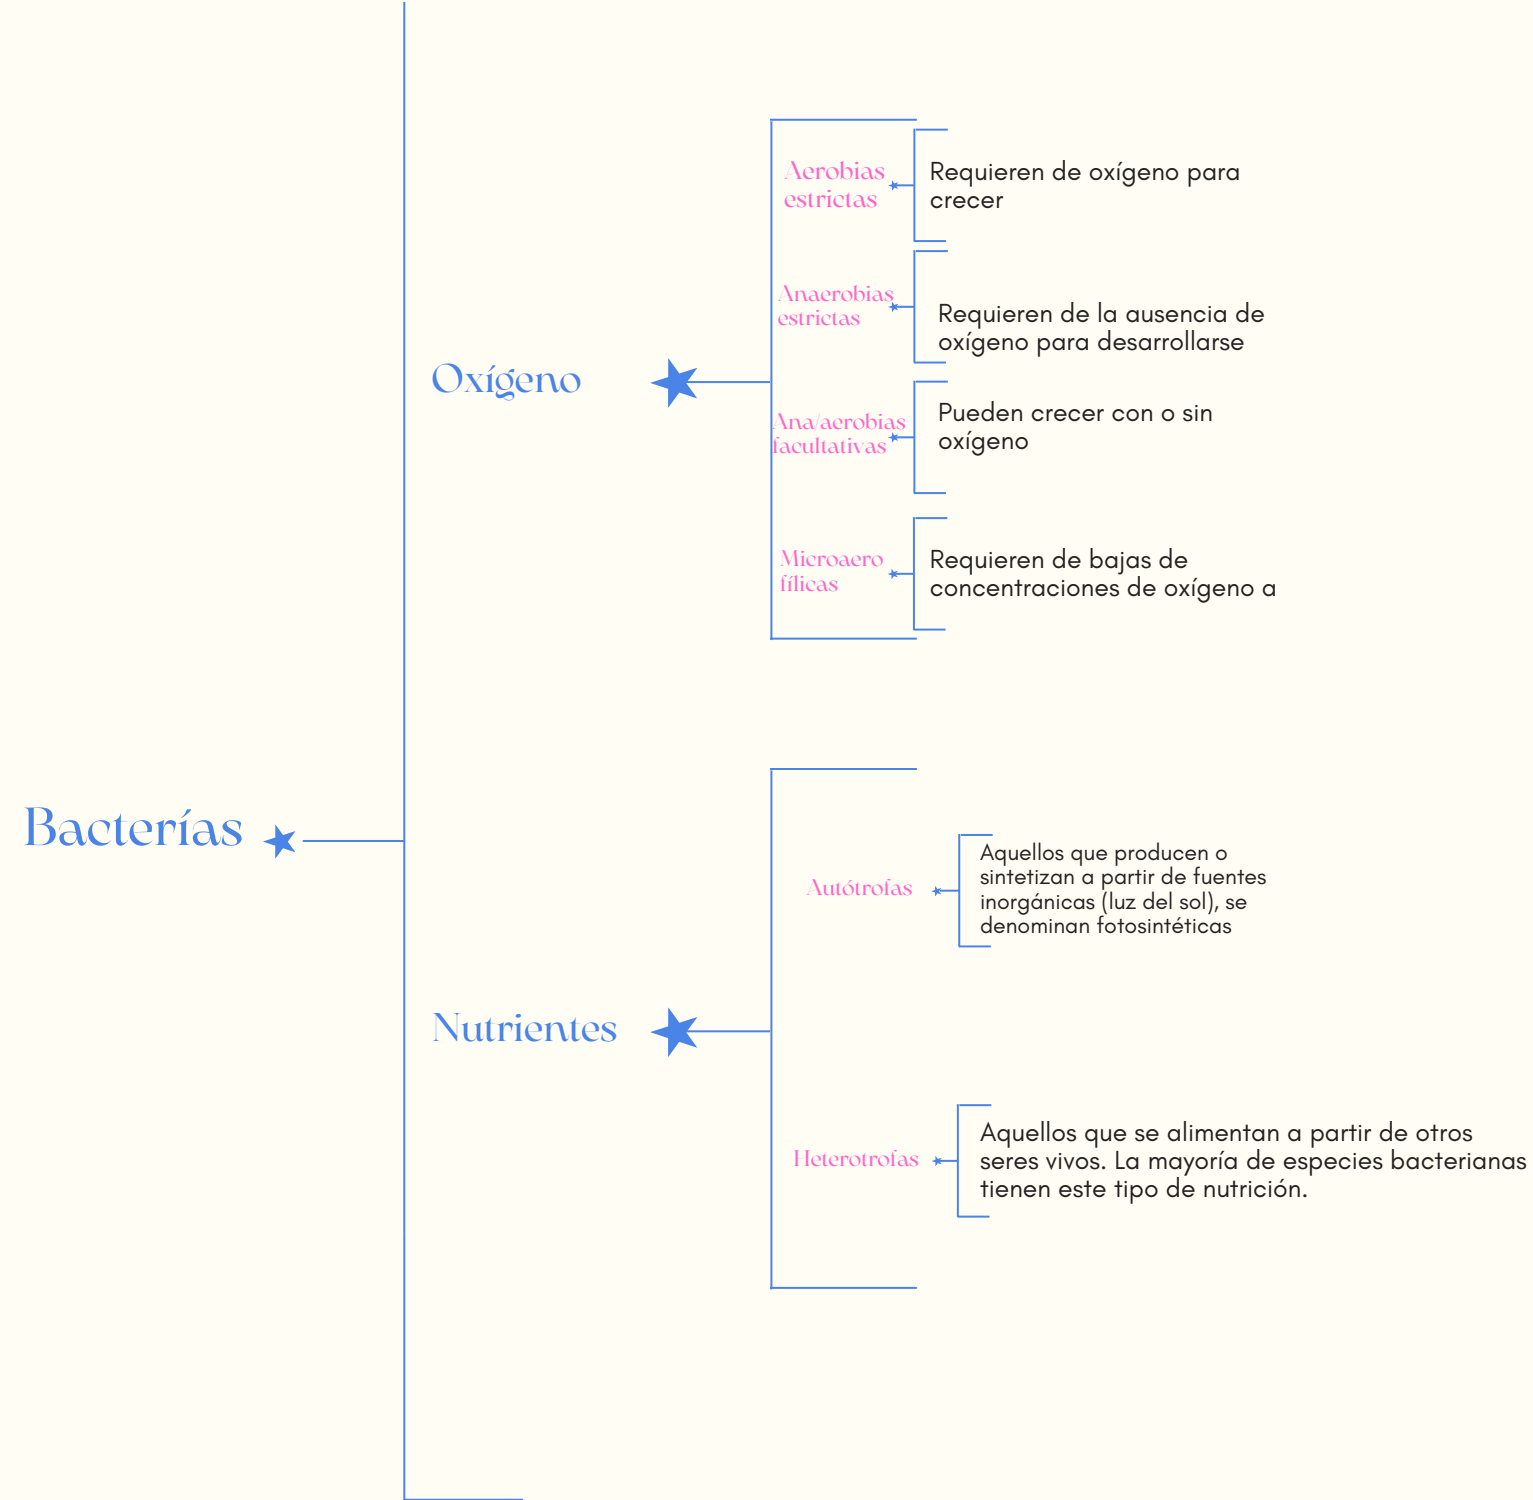 Bacterías
Oxígeno
Aerobias
estrictas
Requieren de oxígeno para
crecer
Anaerobias
estrictas
Requieren de la ausencia de
oxígeno para desarrollarse
Ana/aerobias
facultativas
Pueden crecer con o sin
oxígeno
Microaero
fílicas
Requieren de bajas de
concentraciones de oxígeno a
Nutrientes
Autótrofas
Aquellos que producen o
sintetizan a partir de fuentes
inorgánicas (luz del sol), se
denominan fotosintéticas
Heterotrofas
Aquellos que se alimentan a partir de otros
seres vivos. La mayoría de especies bacterianas
tienen este tipo de nutrición.